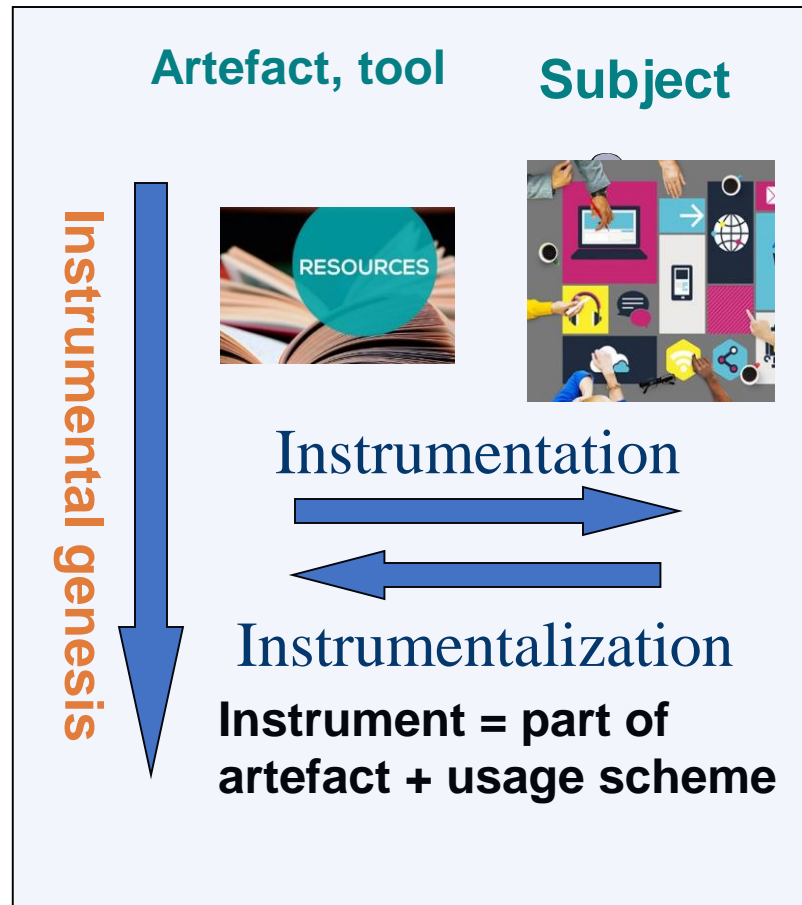 Artefact, tool
Subject
Instrumental genesis
RESOURCES
Instrumentation
Instrumentalization
Instrument = part of
artefact + usage scheme